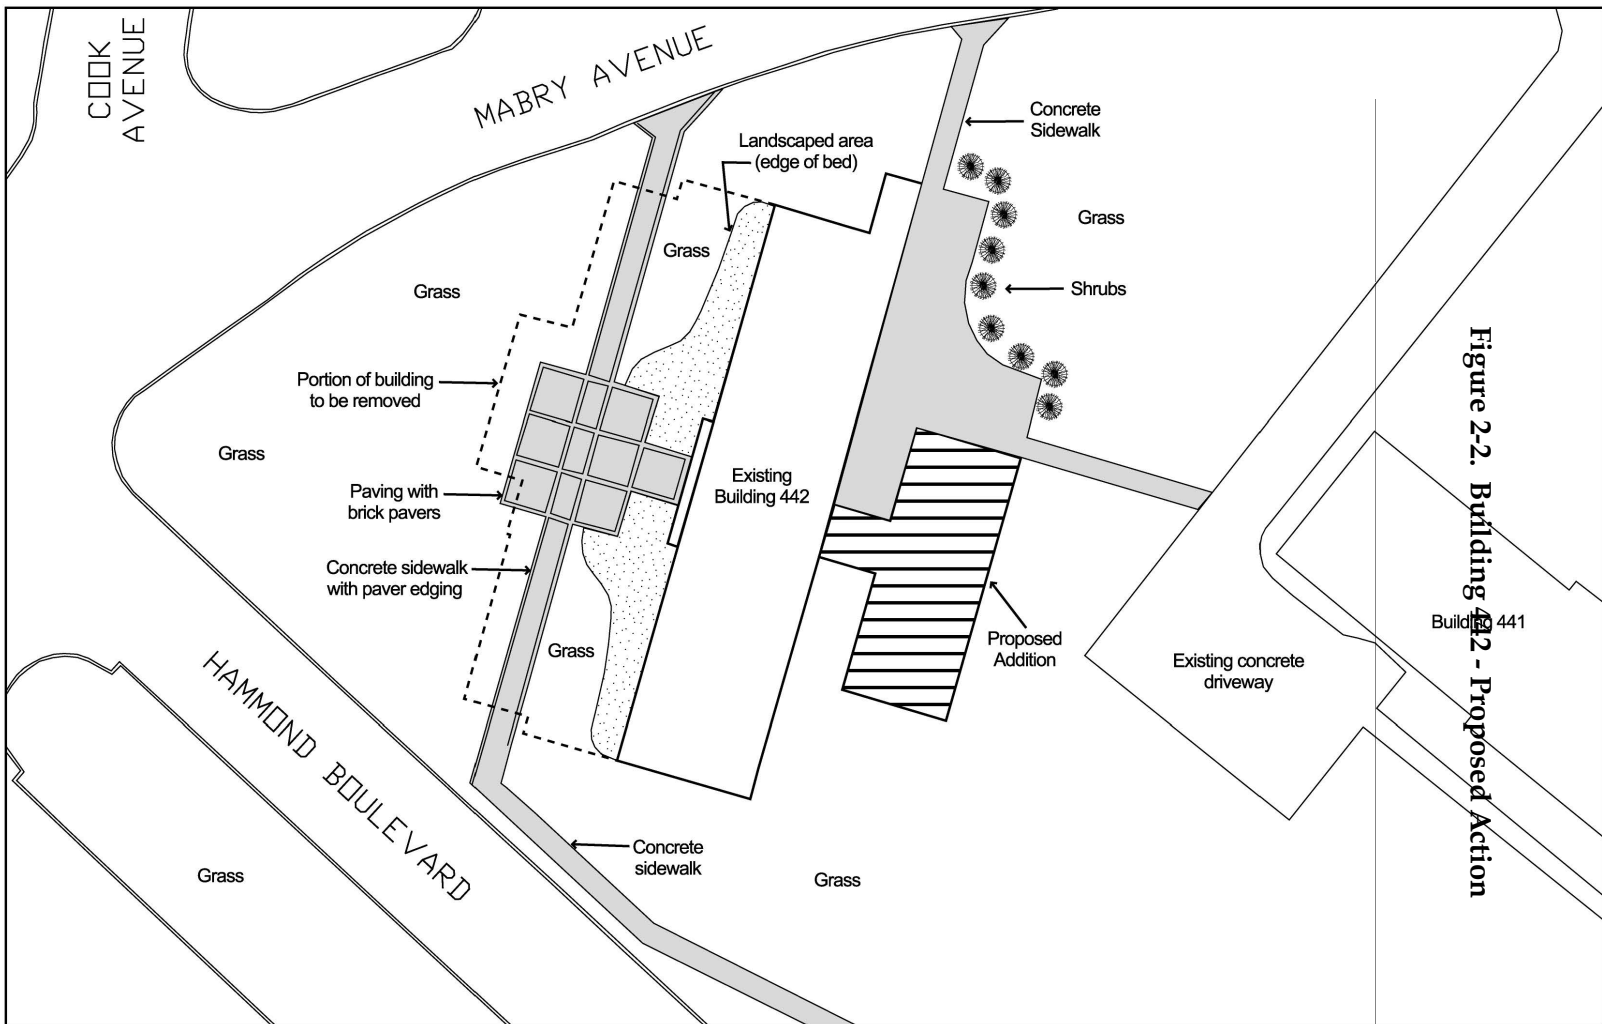 COOK
AVENUE
MABRY AVENUE
Concrete
Sidewalk
Landscaped area
(edge of bed)
Grass
Grass
Grass
Shrubs
Portion of building
to be removed
Grass
Existing
Building 442
Paving with
brick pavers
Concrete sidewalk
with paver edging
Grass
Proposed
Addition
Existing concrete
driveway
Building 441
HAMMOND BOULEVARD
Concrete
sidewalk
Grass
Grass
Figure 2-2. Building 442 - Proposed Action